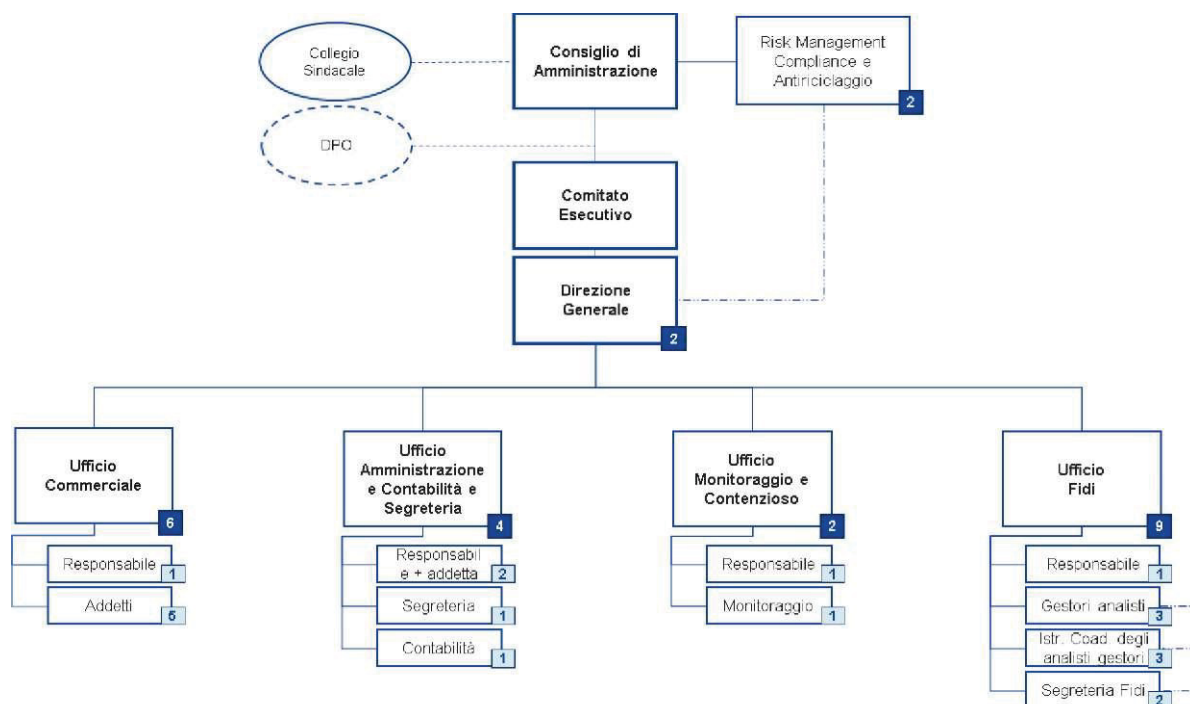 Collegio
Sindacale
Consiglio di
Amministrazione
Risk Management
Compliance e
Antiriciclaggio
2
DPO
Comitato
Esecutivo
Direzione
Generale
2
Ufficio
Commerciale
6
Responsabile
1
Addetti
5
Ufficio
Amministrazione
e Contabilità e
Segreteria
4
Responsabil
e + addetta
2
Segreteria
1
Contabilità
1
Ufficio
Monitoraggio e
Contenzioso
2
Responsabile
1
Monitoraggio
1
Ufficio
Fidi
9
Responsabile
1
Gestori analisti
3
Istr. Coad. degli
analisti gestori
3
Segreteria Fidi
2